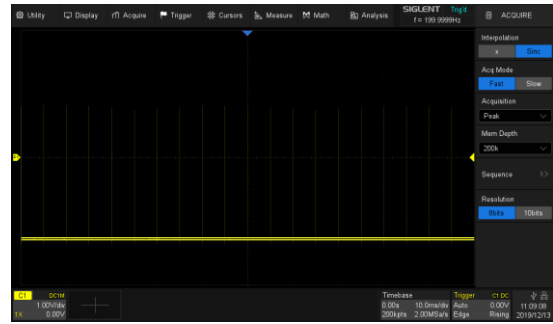 Utility Display Acquire Trigger Cursors Measure Math Analysis SIGLENT Trig'd ACQUIRE
f = 199.9999Hz
Interpolation
x Sinc
Acq Mode
Fast Slow
Acquisition
Peak
Mem Depth
200k
Sequence
Resolution
8bits 10bits
C1 DC1M Timebase Trigger C1 DC
1.00V/div 0.00s 10.0ms/div Auto 0.00V 11:09:08
1X 0.00V 200kpts 2.00MSa/s Edge Rising 2019/12/13